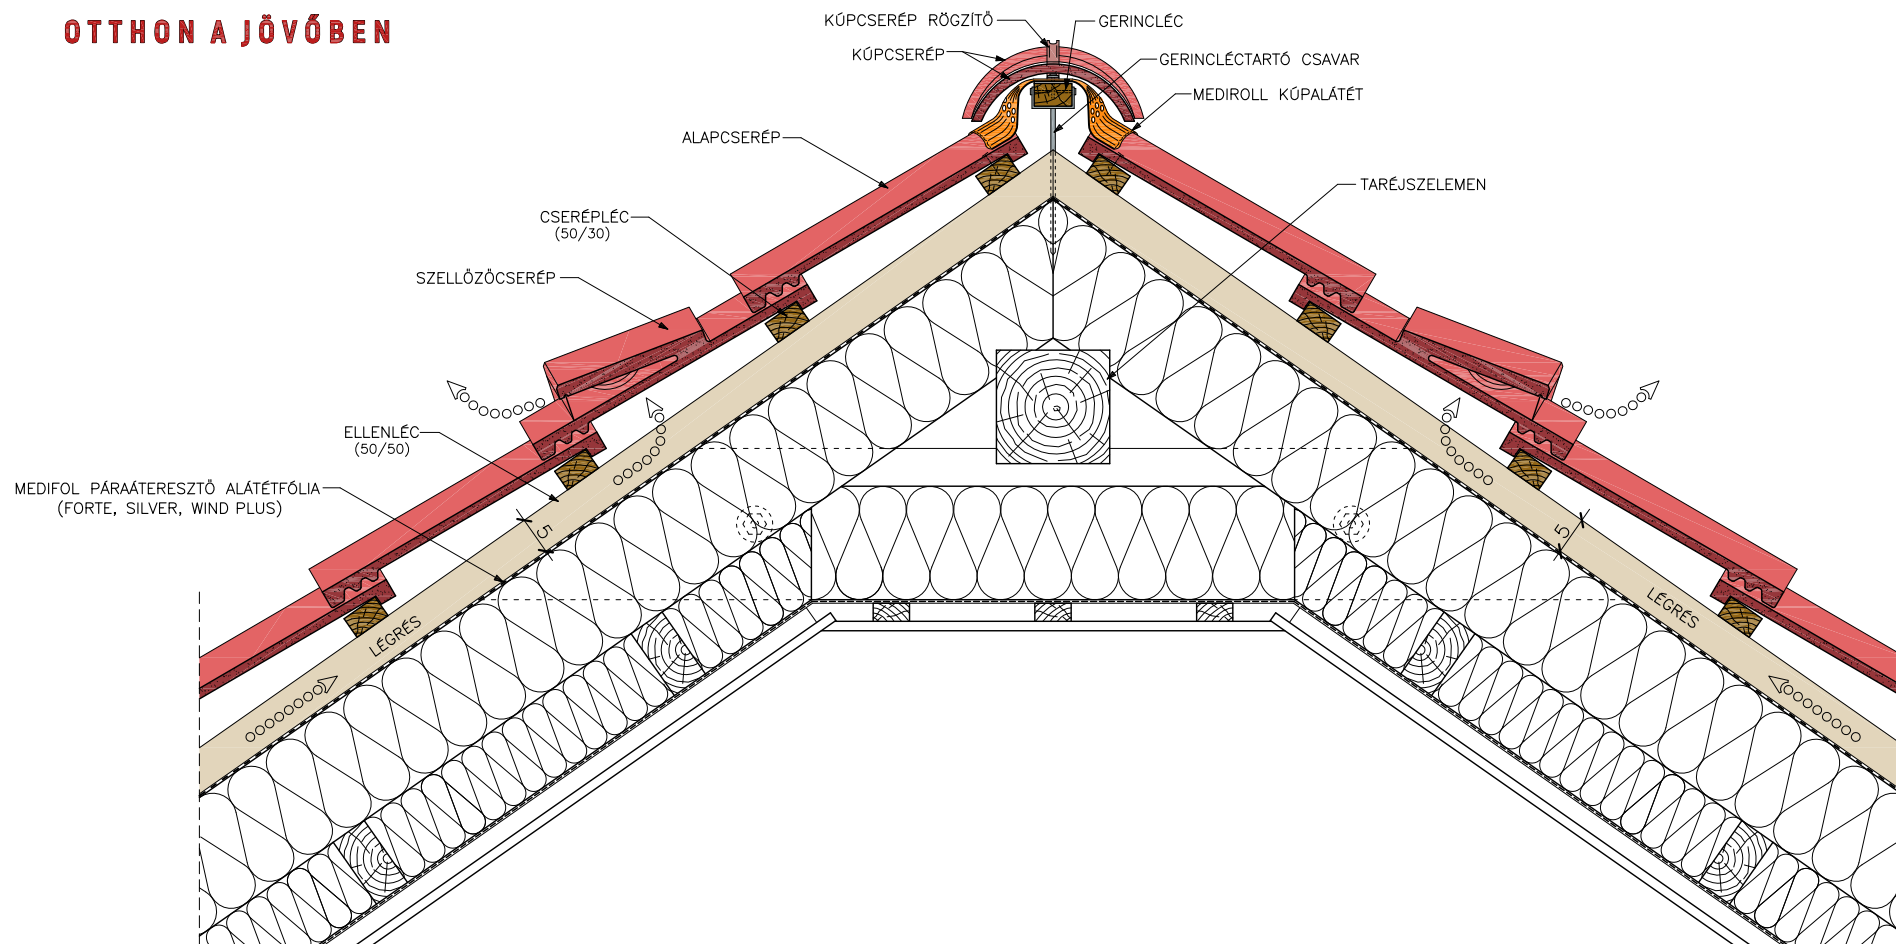 OTTHON A JÖVŐBEN
KÚPCSERÉP RÖGZÍTŐ
GERINCLÉC
KÚPCSERÉP
GERINCLÉCTARTÓ CSAVAR
MEDIROLL KÚPALÁTÉT
ALAPCSERÉP
TARÉJSZELEMEN
CSERÉPLÉC
(50/30)
SZELLŐZŐCSERÉP
ELLENLÉC
(50/50)
MEDIFOL PÁRAÁTERESZTŐ ALÁTÉTFÓLIA
(FORTE, SILVER, WIND PLUS)
5
5
LÉGRÉS
LÉGRÉS